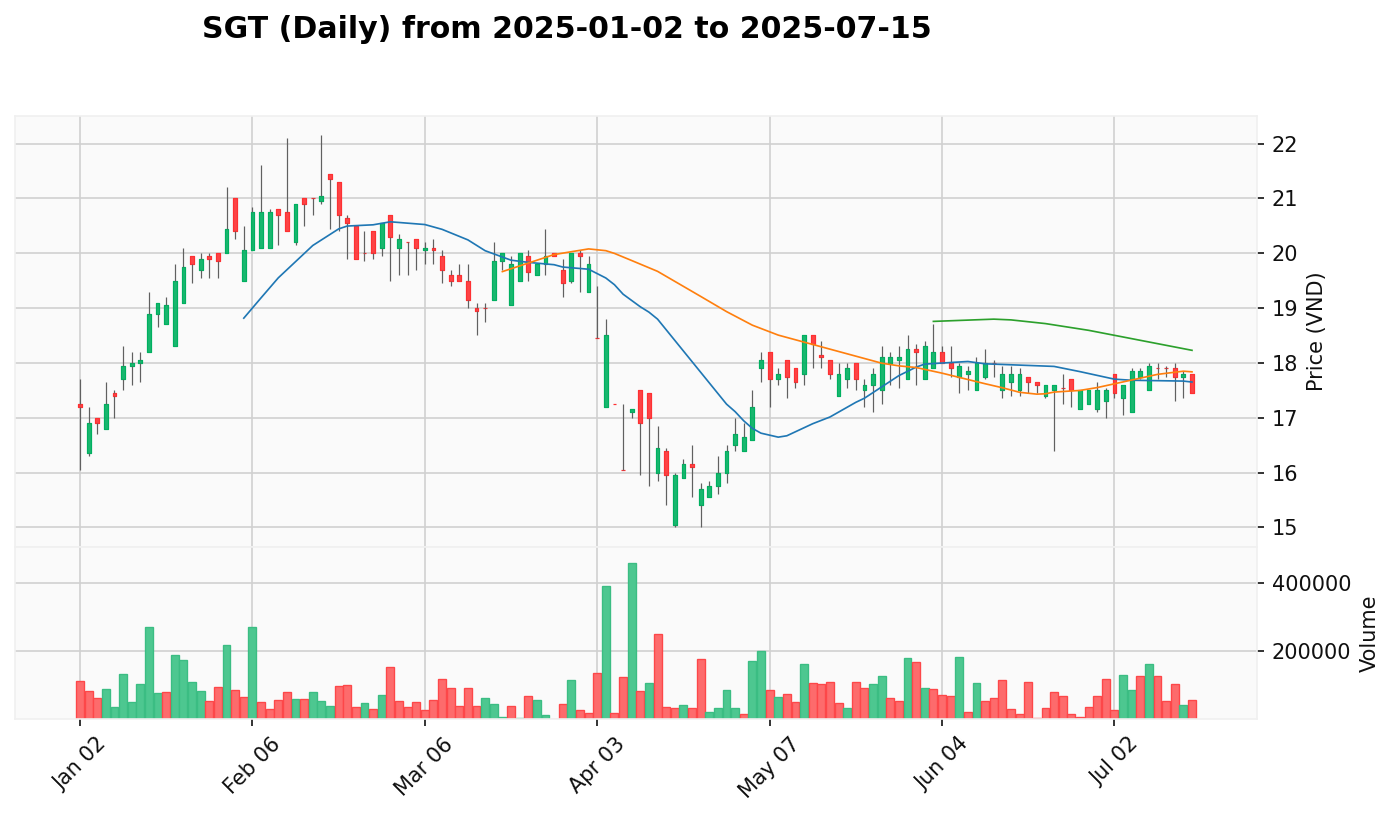 SGT (Daily) from 2025-01-02 to 2025-07-15
22
21
20
19
18
17
16
15
Price (VND)
400000
200000
Volume
Jan 02
Feb 06
Mar 06
Apr 03
May 07
Jun 04
Jul 02